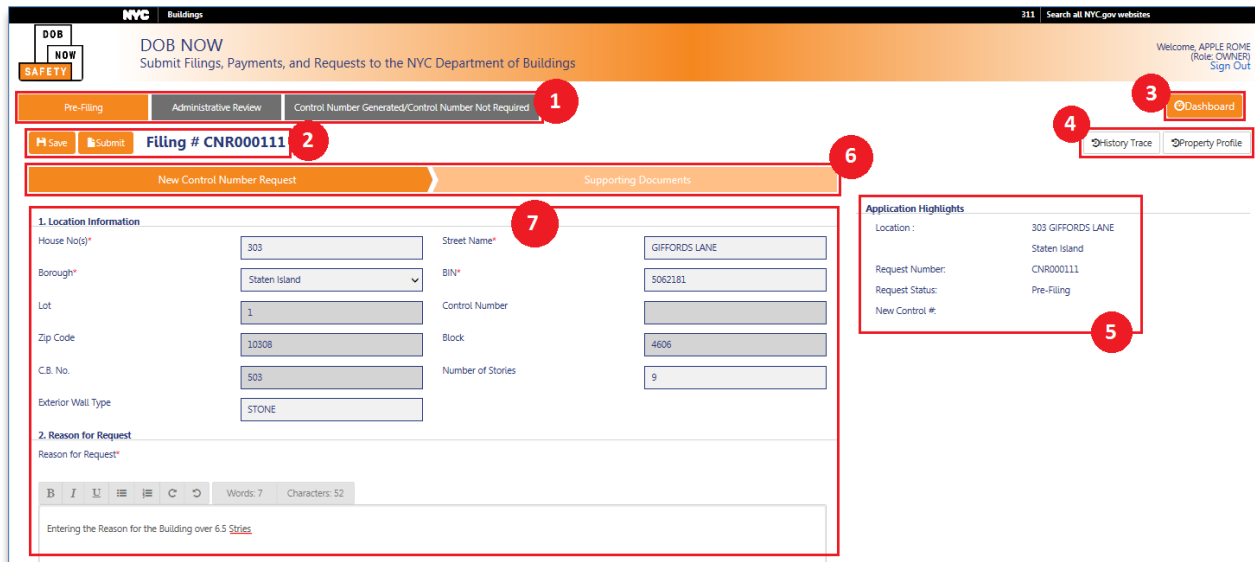 NYC Buildings 311 Search all NYC.gov websites
DOB
NOW
SAFETY
DOB NOW
Submit Filings, Payments, and Requests to the NYC Department of Buildings
Welcome, APPLE ROME
(Role: OWNER)
Sign Out
Pre-Filing Administrative Review Control Number Generated/Control Number Not Required 1
3 Dashboard
Save Submit Filing # CNR000111 2
4
History Trace Property Profile
New Control Number Request Supporting Documents 6
7
1. Location Information
House No(s)* 303 Street Name* GIFFORDS LANE
Borough* Staten Island BIN* 5062181
Lot 1 Control Number
Zip Code 10308 Block 4606
C.B. No. 503 Number of Stories 9
Exterior Wall Type STONE
2. Reason for Request
Reason for Request*
B I U Words: 7 Characters: 52
Entering the Reason for the Building over 6.5 Stries
Application Highlights
Location : 303 GIFFORDS LANE
Staten Island
Request Number: CNR000111
Request Status: Pre-Filing
New Control #:
5